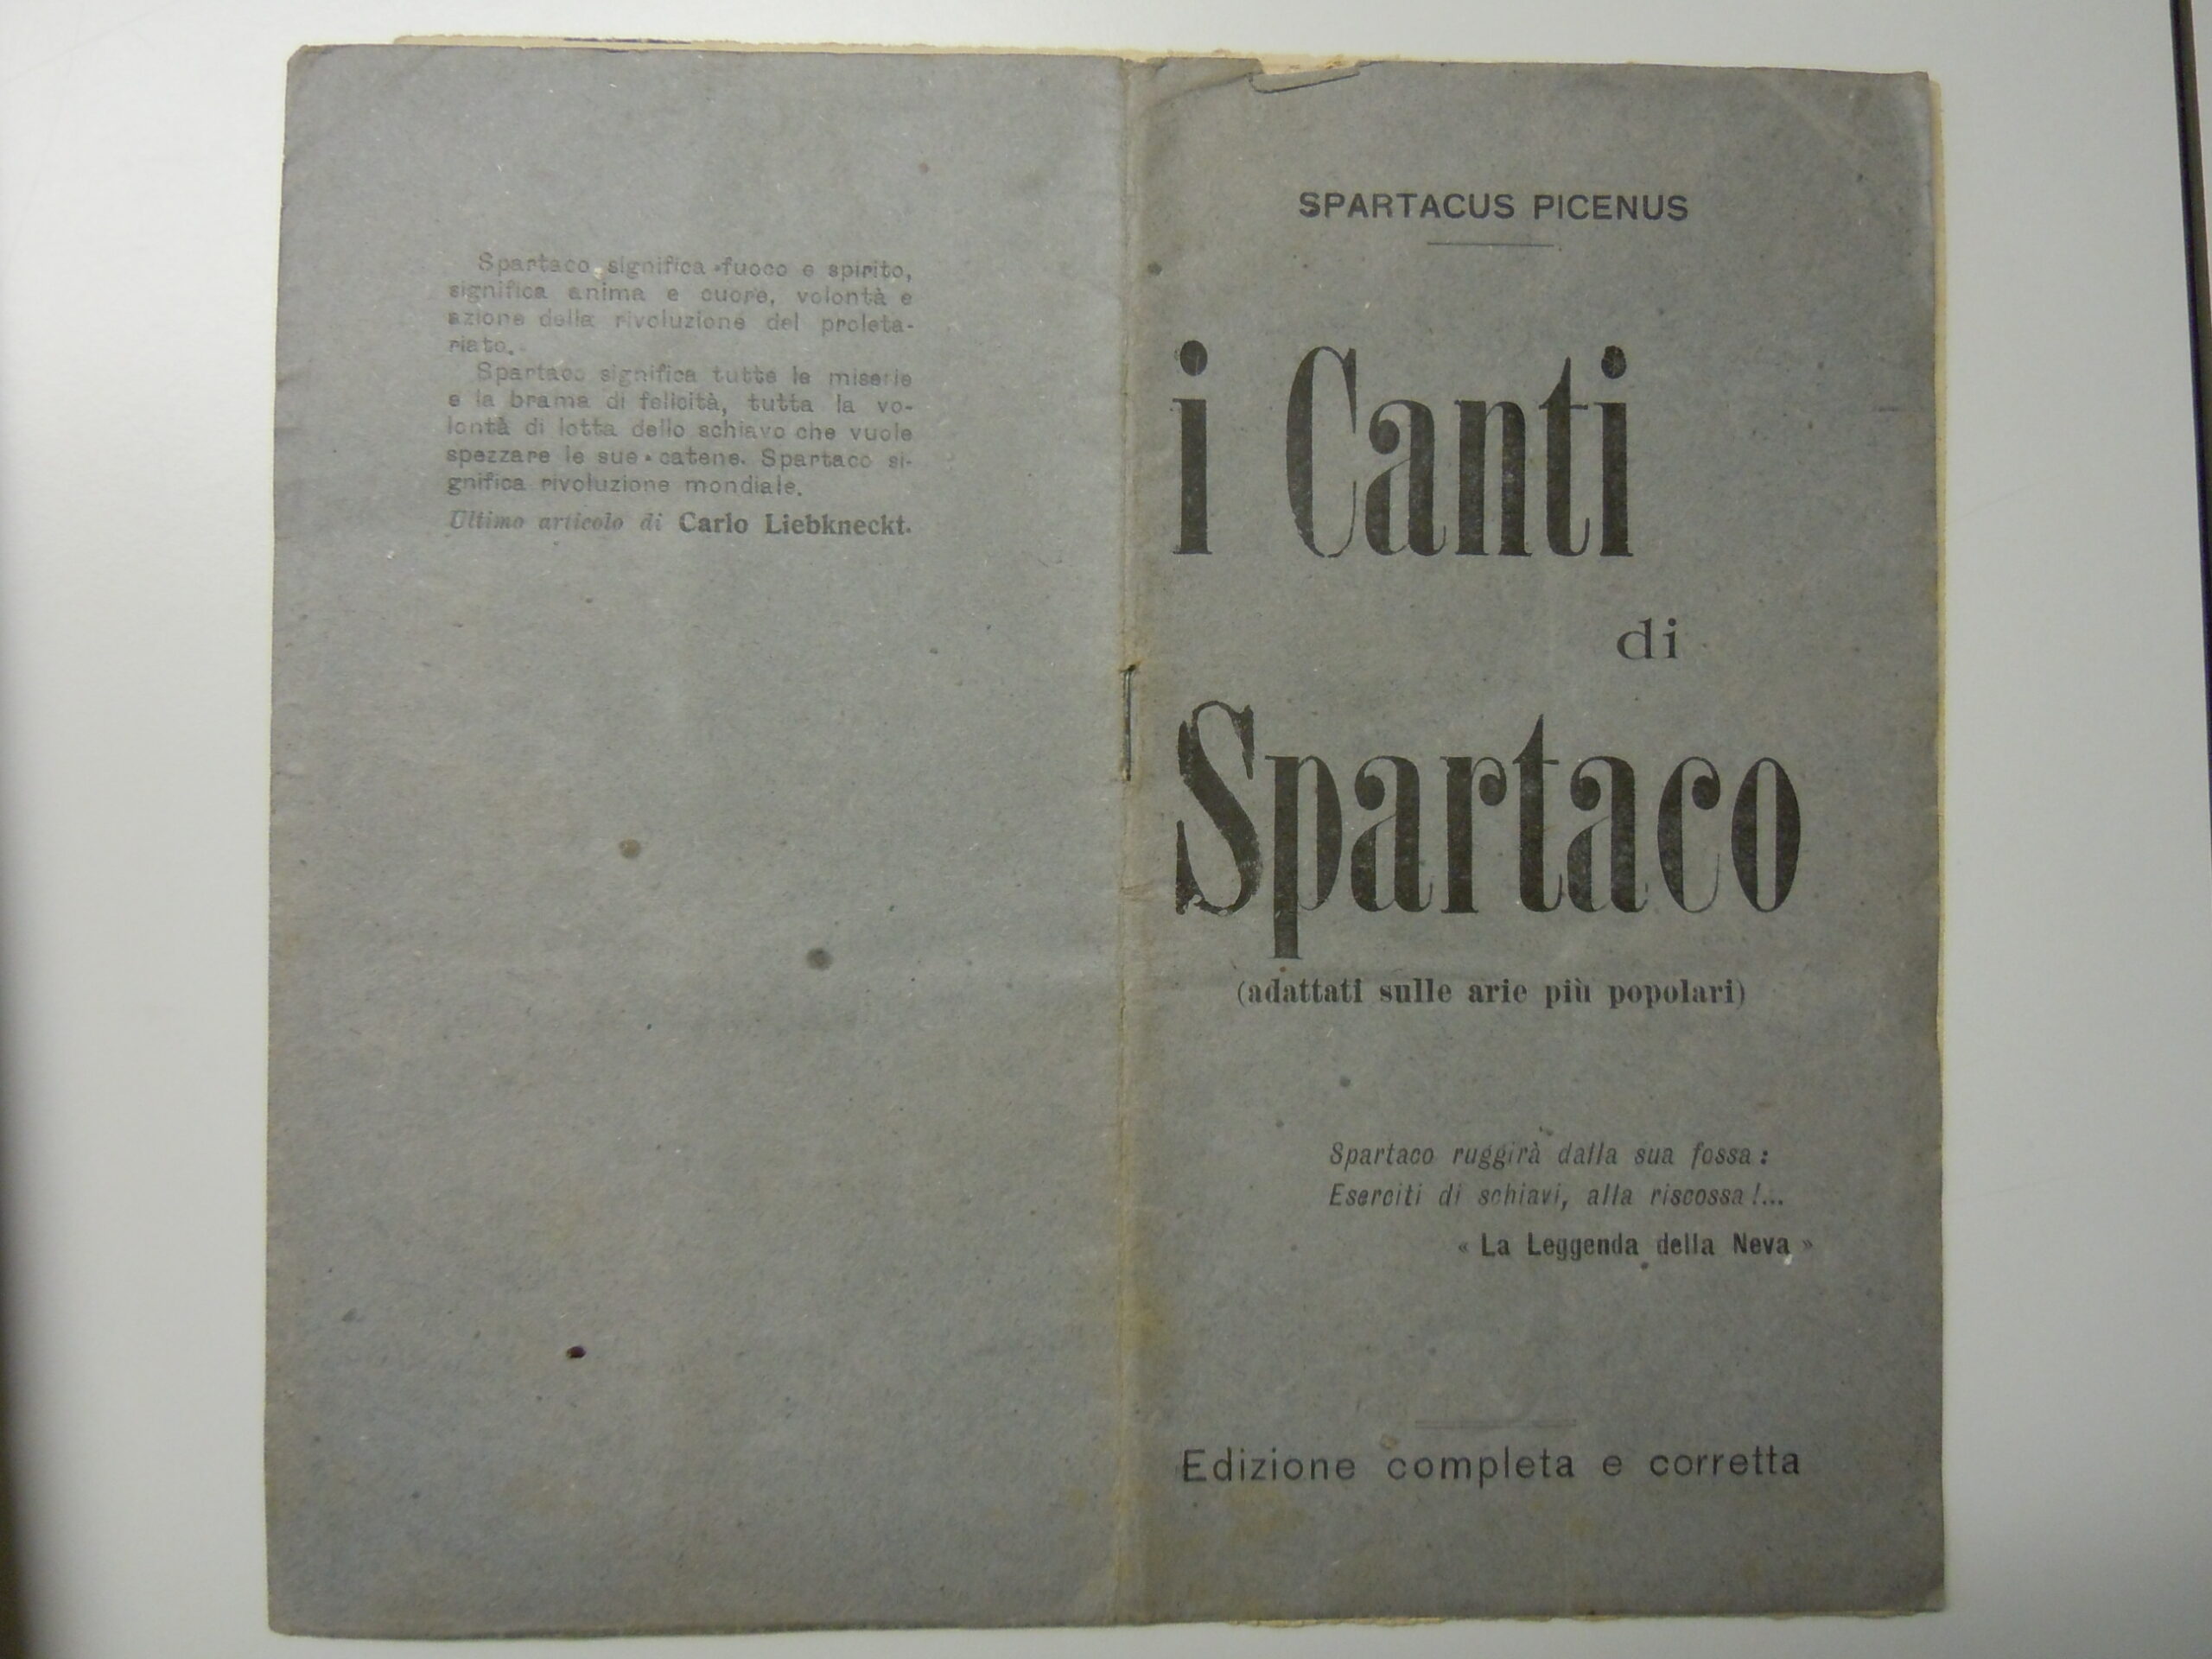 Spartaco significa fuoco e spirito,
significa anima e cuore, volontà e
azione della rivoluzione del proleta-
riato.
Spartaco significa tutte le miserie
e la brama di felicità, tutta la vo-
lontà di lotta dello schiavo che vuole
spezzare le sue catene. Spartaco si-
gnifica rivoluzione mondiale.
Ultimo articolo di Carlo Liebkneckt.
SPARTACUS PICENUS
i Canti
di
Spartaco
(adattati sulle arie più popolari)
Spartaco ruggirà dalla sua fossa :
Eserciti di schiavi, alla riscossa !...
« La Leggenda della Neva »
Edizione completa e corretta